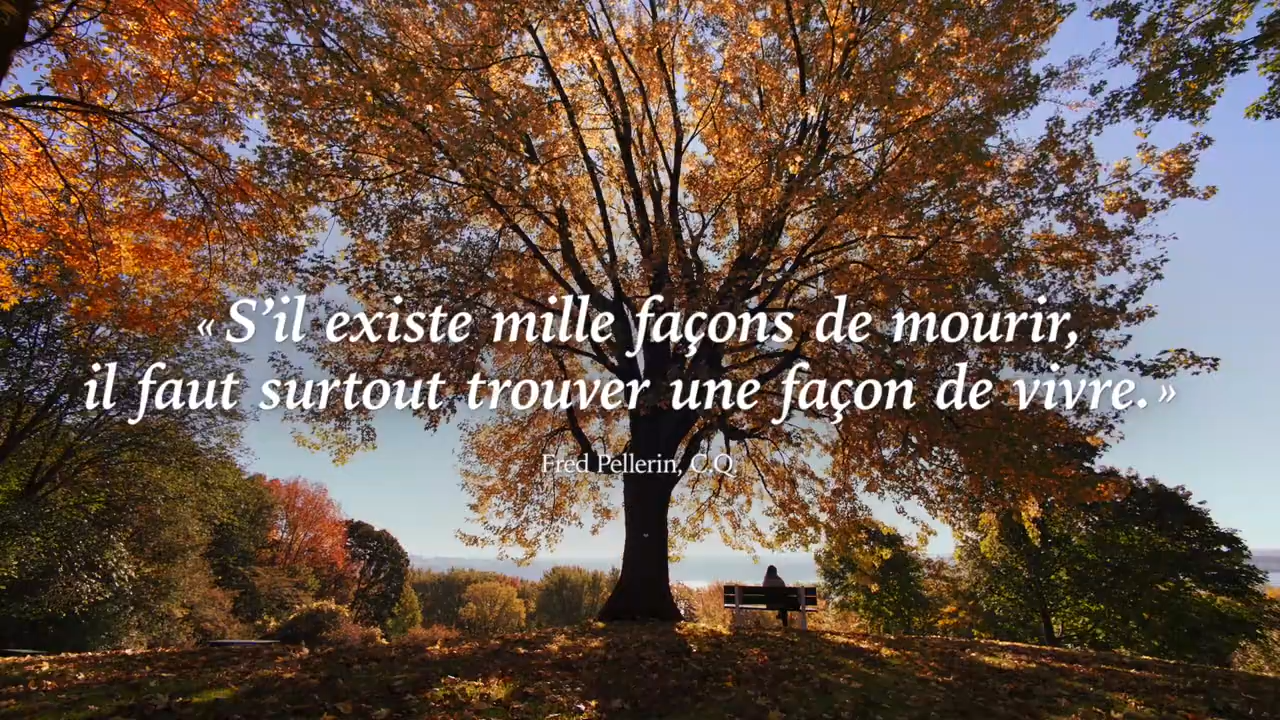 « S’il existe mille façons de mourir,
il faut surtout trouver une façon de vivre. »
Fred Pellerin, C.Q.